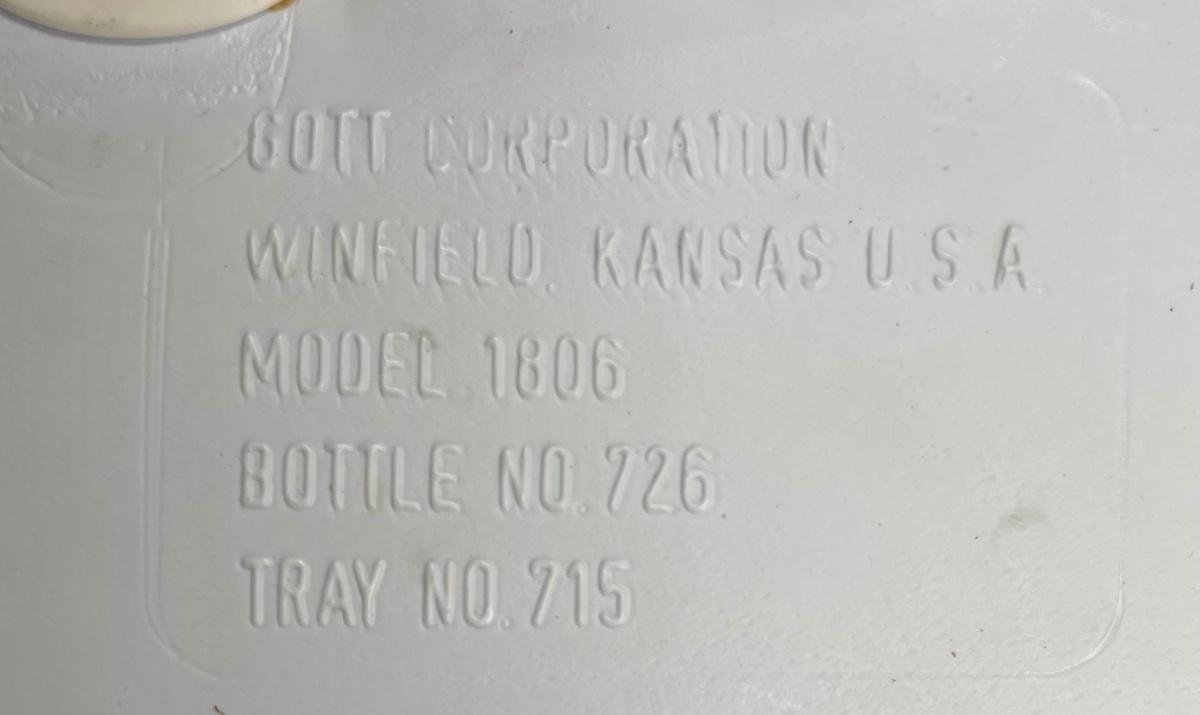 GOTT CORPORATION
WINFIELD, KANSAS U.S.A.
MODEL 1806
BOTTLE NO. 726
TRAY NO. 715